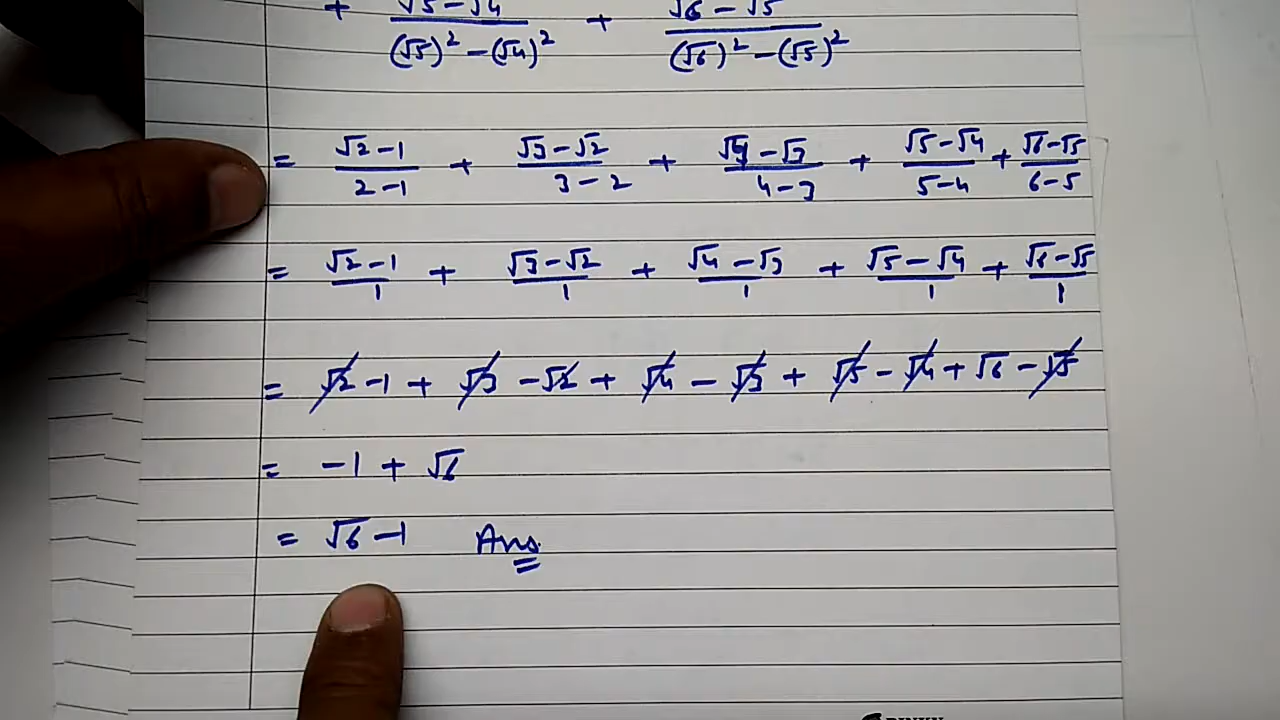 + (√5 − √4)/((√5)² − (√4)²) + (√6 − √5)/((√6)² − (√5)²)
= (√2 − 1)/(2 − 1) + (√3 − √2)/(3 − 2) + (√4 − √3)/(4 − 3) + (√5 − √4)/(5 − 4) + (√6 − √5)/(6 − 5)
= (√2 − 1)/1 + (√3 − √2)/1 + (√4 − √3)/1 + (√5 − √4)/1 + (√6 − √5)/1
= √2 − 1 + √3 − √2 + √4 − √3 + √5 − √4 + √6 − √5
= −1 + √6
= √6 − 1 Ans